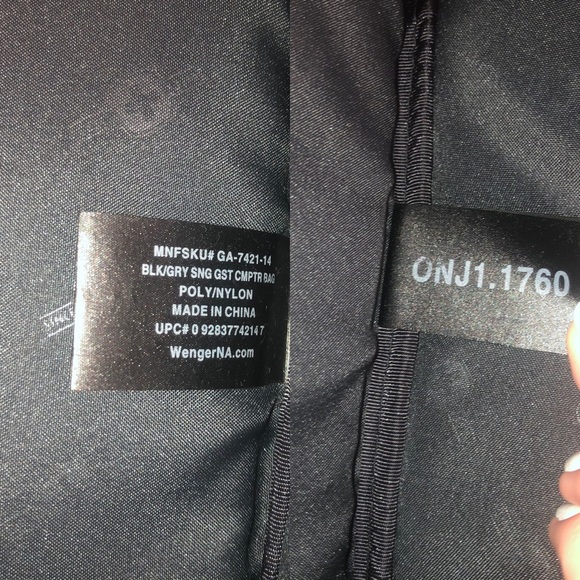 MNFSKU# GA-7421-14
BLK/GRY SNG GST CMPTR BAG
POLY/NYLON
MADE IN CHINA
UPC# 0 92837742147
WengerNA.com
ONJ1.1760